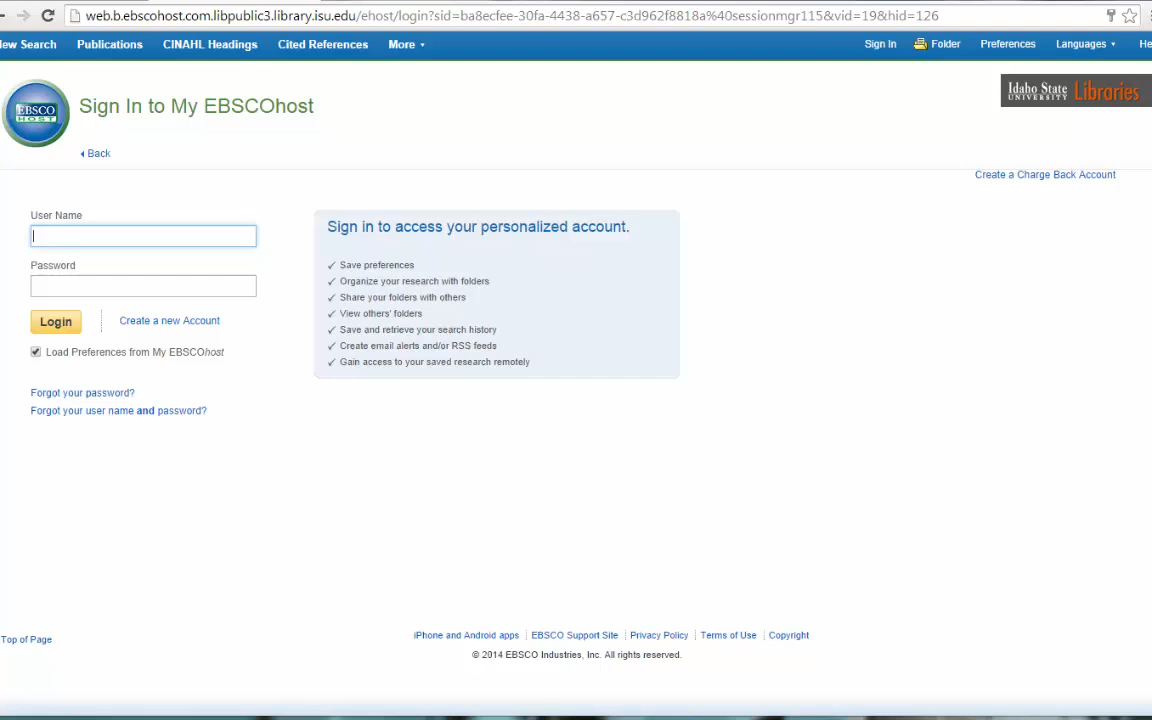 web.b.ebscohost.com.libpublic3.library.isu.edu/ehost/login?sid=ba8ecfee-30fa-4438-a657-c3d962f8818a%40sessionmgr115&vid=19&hid=126
ew Search Publications CINAHL Headings Cited References More Sign In Folder Preferences Languages He
EBSCO
HOST
Sign In to My EBSCOhost
Idaho State
UNIVERSITY
Libraries
Back
Create a Charge Back Account
User Name
Password
Login
Create a new Account
Load Preferences from My EBSCOhost
Forgot your password?
Forgot your user name and password?
Sign in to access your personalized account.
✓ Save preferences
✓ Organize your research with folders
✓ Share your folders with others
✓ View others' folders
✓ Save and retrieve your search history
✓ Create email alerts and/or RSS feeds
✓ Gain access to your saved research remotely
Top of Page
iPhone and Android apps EBSCO Support Site Privacy Policy Terms of Use Copyright
© 2014 EBSCO Industries, Inc. All rights reserved.